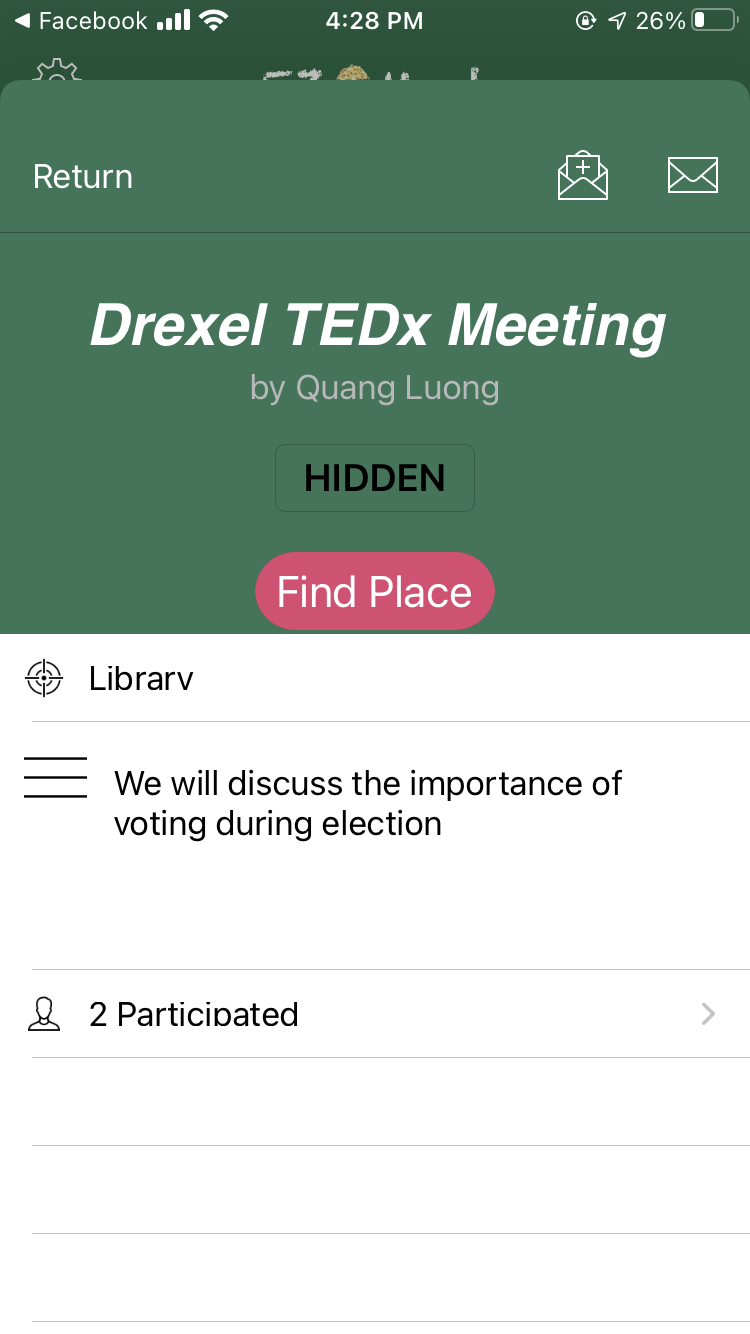 Facebook 4:28 PM 26%
Return
Drexel TEDx Meeting
by Quang Luong
HIDDEN
Find Place
Library
We will discuss the importance of
voting during election
2 Participated